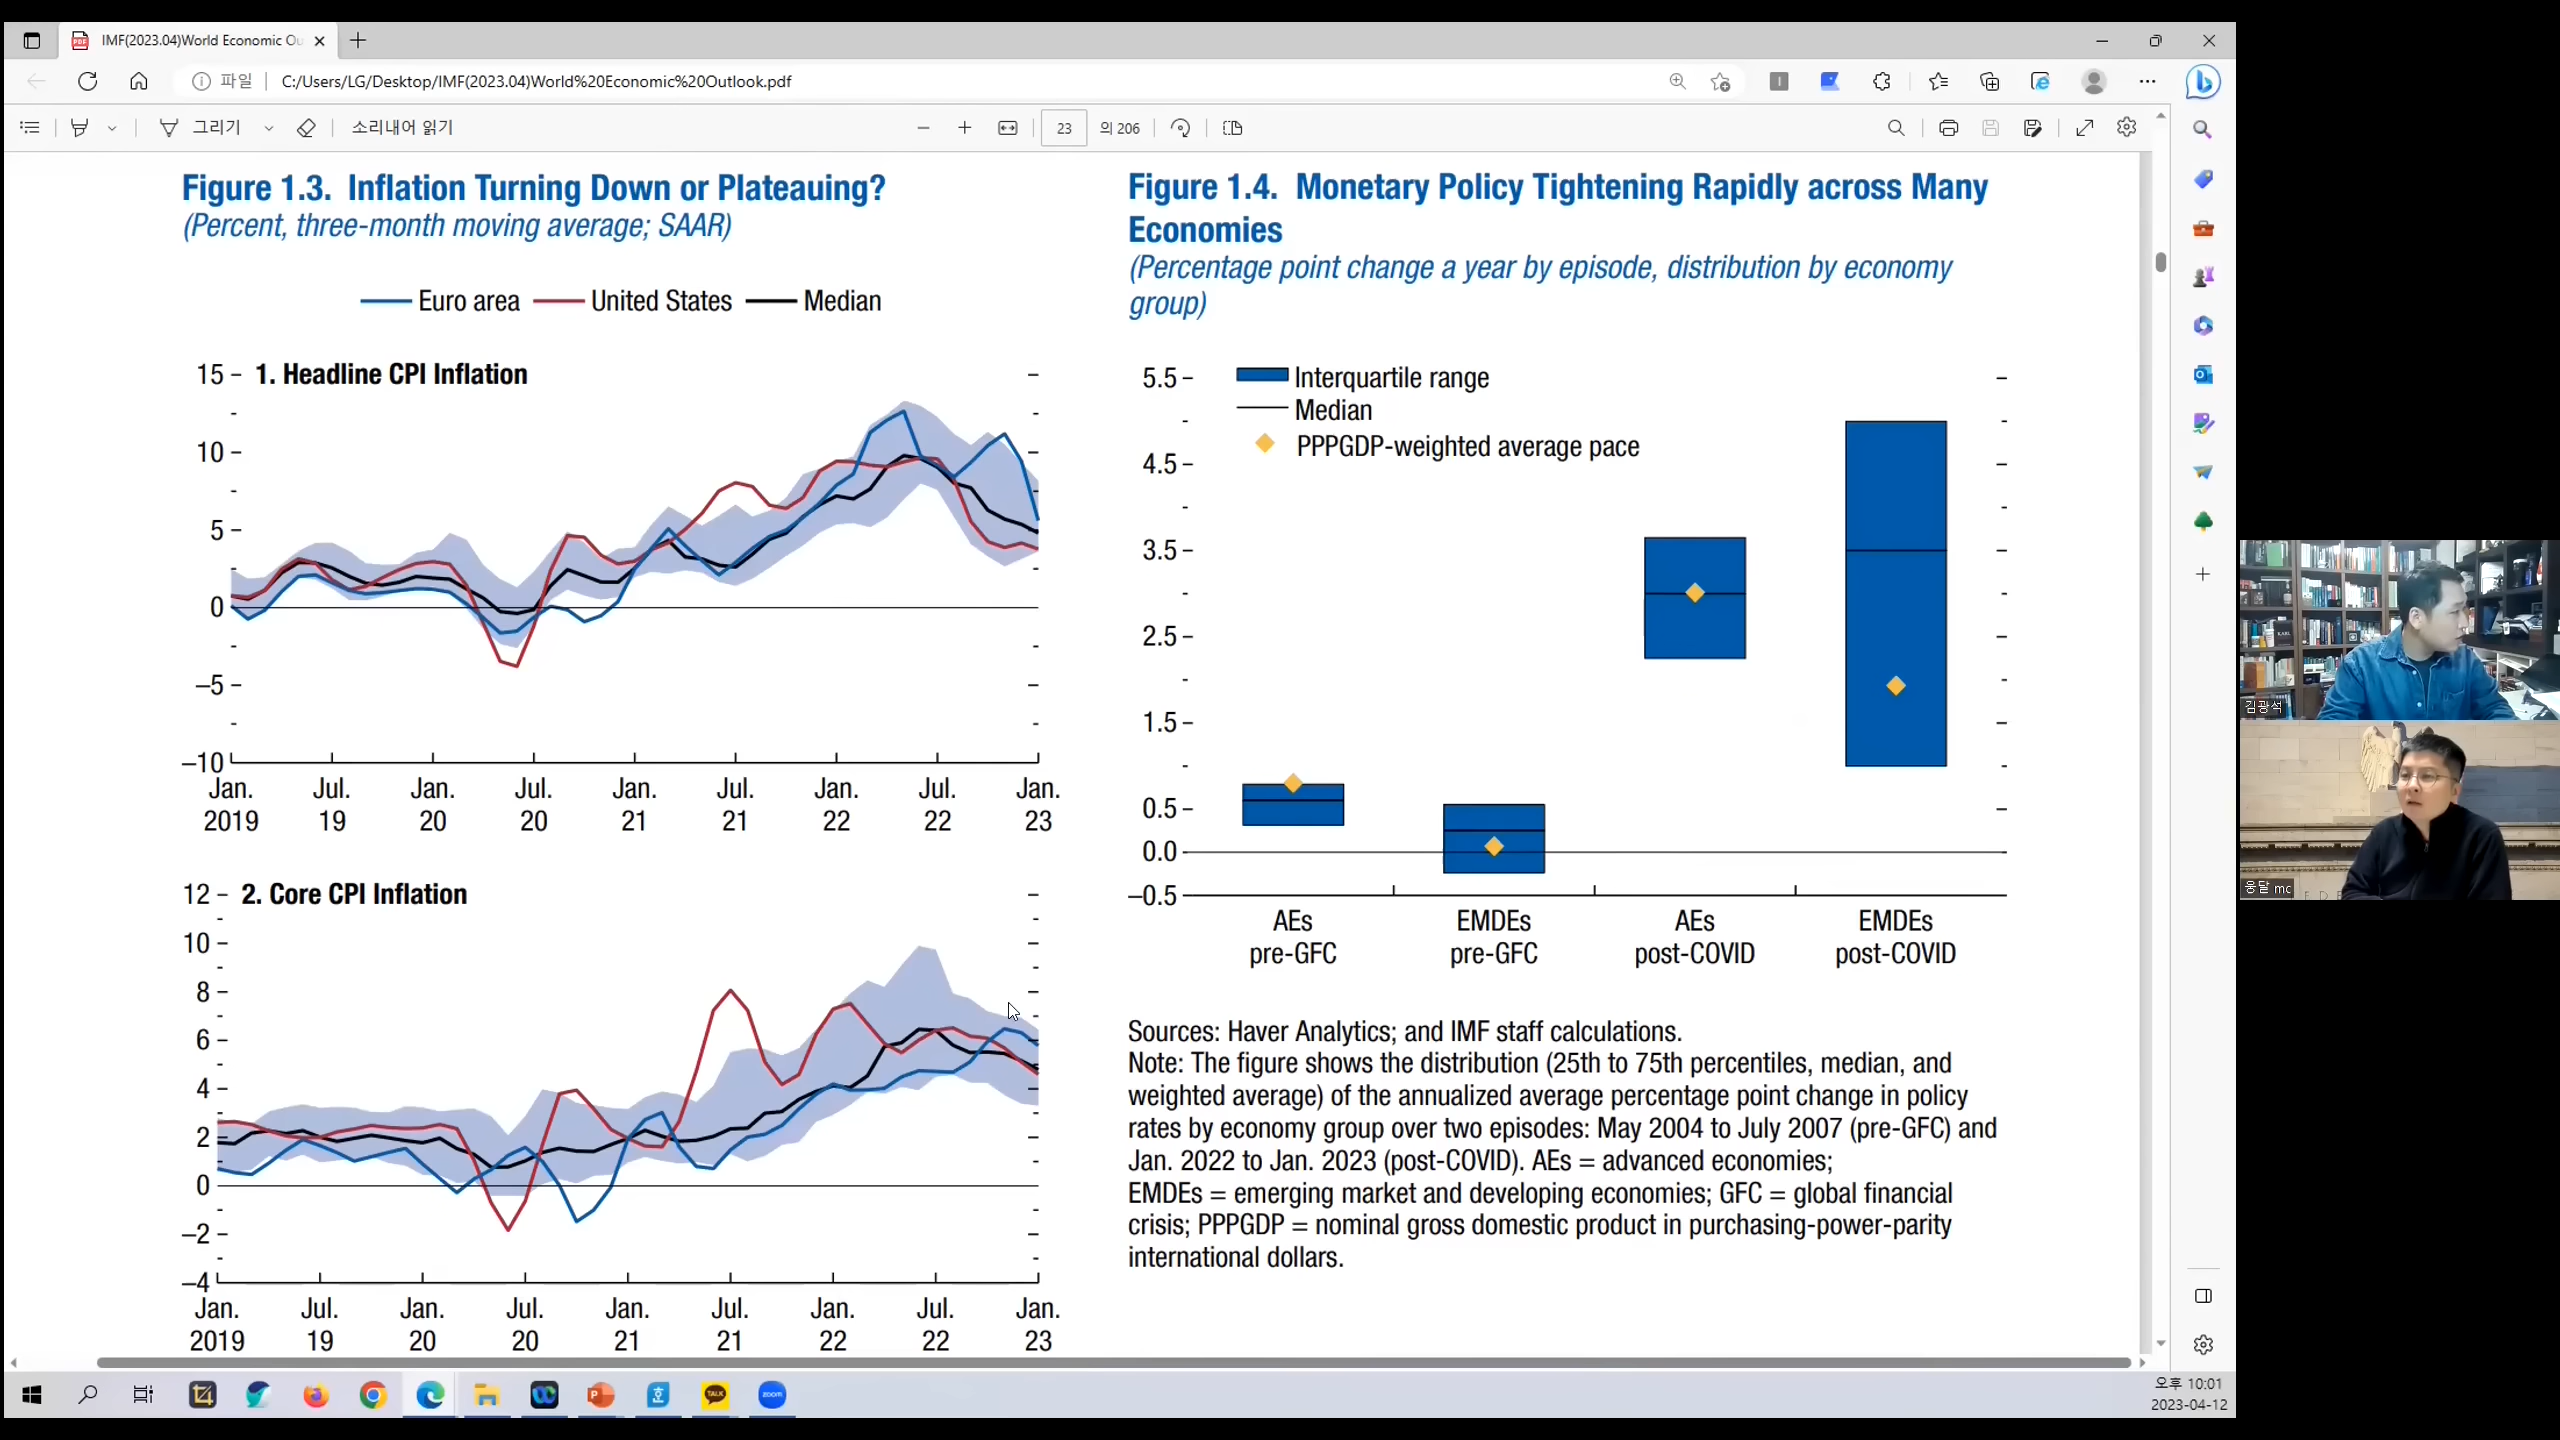 IMF(2023.04)World Economic Ou
파일
C:/Users/LG/Desktop/IMF(2023.04)World%20Economic%20Outlook.pdf
그리기
소리내어 읽기
23
의 206
Figure 1.3. Inflation Turning Down or Plateauing?
(Percent, three-month moving average; SAAR)
Euro area
United States
Median
15
1. Headline CPI Inflation
10
5
0
–5
–10
Jan. Jul. Jan. Jul. Jan. Jul. Jan. Jul. Jan.
2019 19 20 20 21 21 22 22 23
12
2. Core CPI Inflation
10
8
6
4
2
0
–2
–4
Jan. Jul. Jan. Jul. Jan. Jul. Jan. Jul. Jan.
2019 19 20 20 21 21 22 22 23
Figure 1.4. Monetary Policy Tightening Rapidly across Many
Economies
(Percentage point change a year by episode, distribution by economy
group)
5.5
Interquartile range
Median
PPPGDP-weighted average pace
4.5
3.5
2.5
1.5
0.5
0.0
–0.5
AEs EMDEs AEs EMDEs
pre-GFC pre-GFC post-COVID post-COVID
Sources: Haver Analytics; and IMF staff calculations.
Note: The figure shows the distribution (25th to 75th percentiles, median, and
weighted average) of the annualized average percentage point change in policy
rates by economy group over two episodes: May 2004 to July 2007 (pre-GFC) and
Jan. 2022 to Jan. 2023 (post-COVID). AEs = advanced economies;
EMDEs = emerging market and developing economies; GFC = global financial
crisis; PPPGDP = nominal gross domestic product in purchasing-power-parity
international dollars.
김광석
웅달 mc
TALK
zoom
오후 10:01
2023-04-12